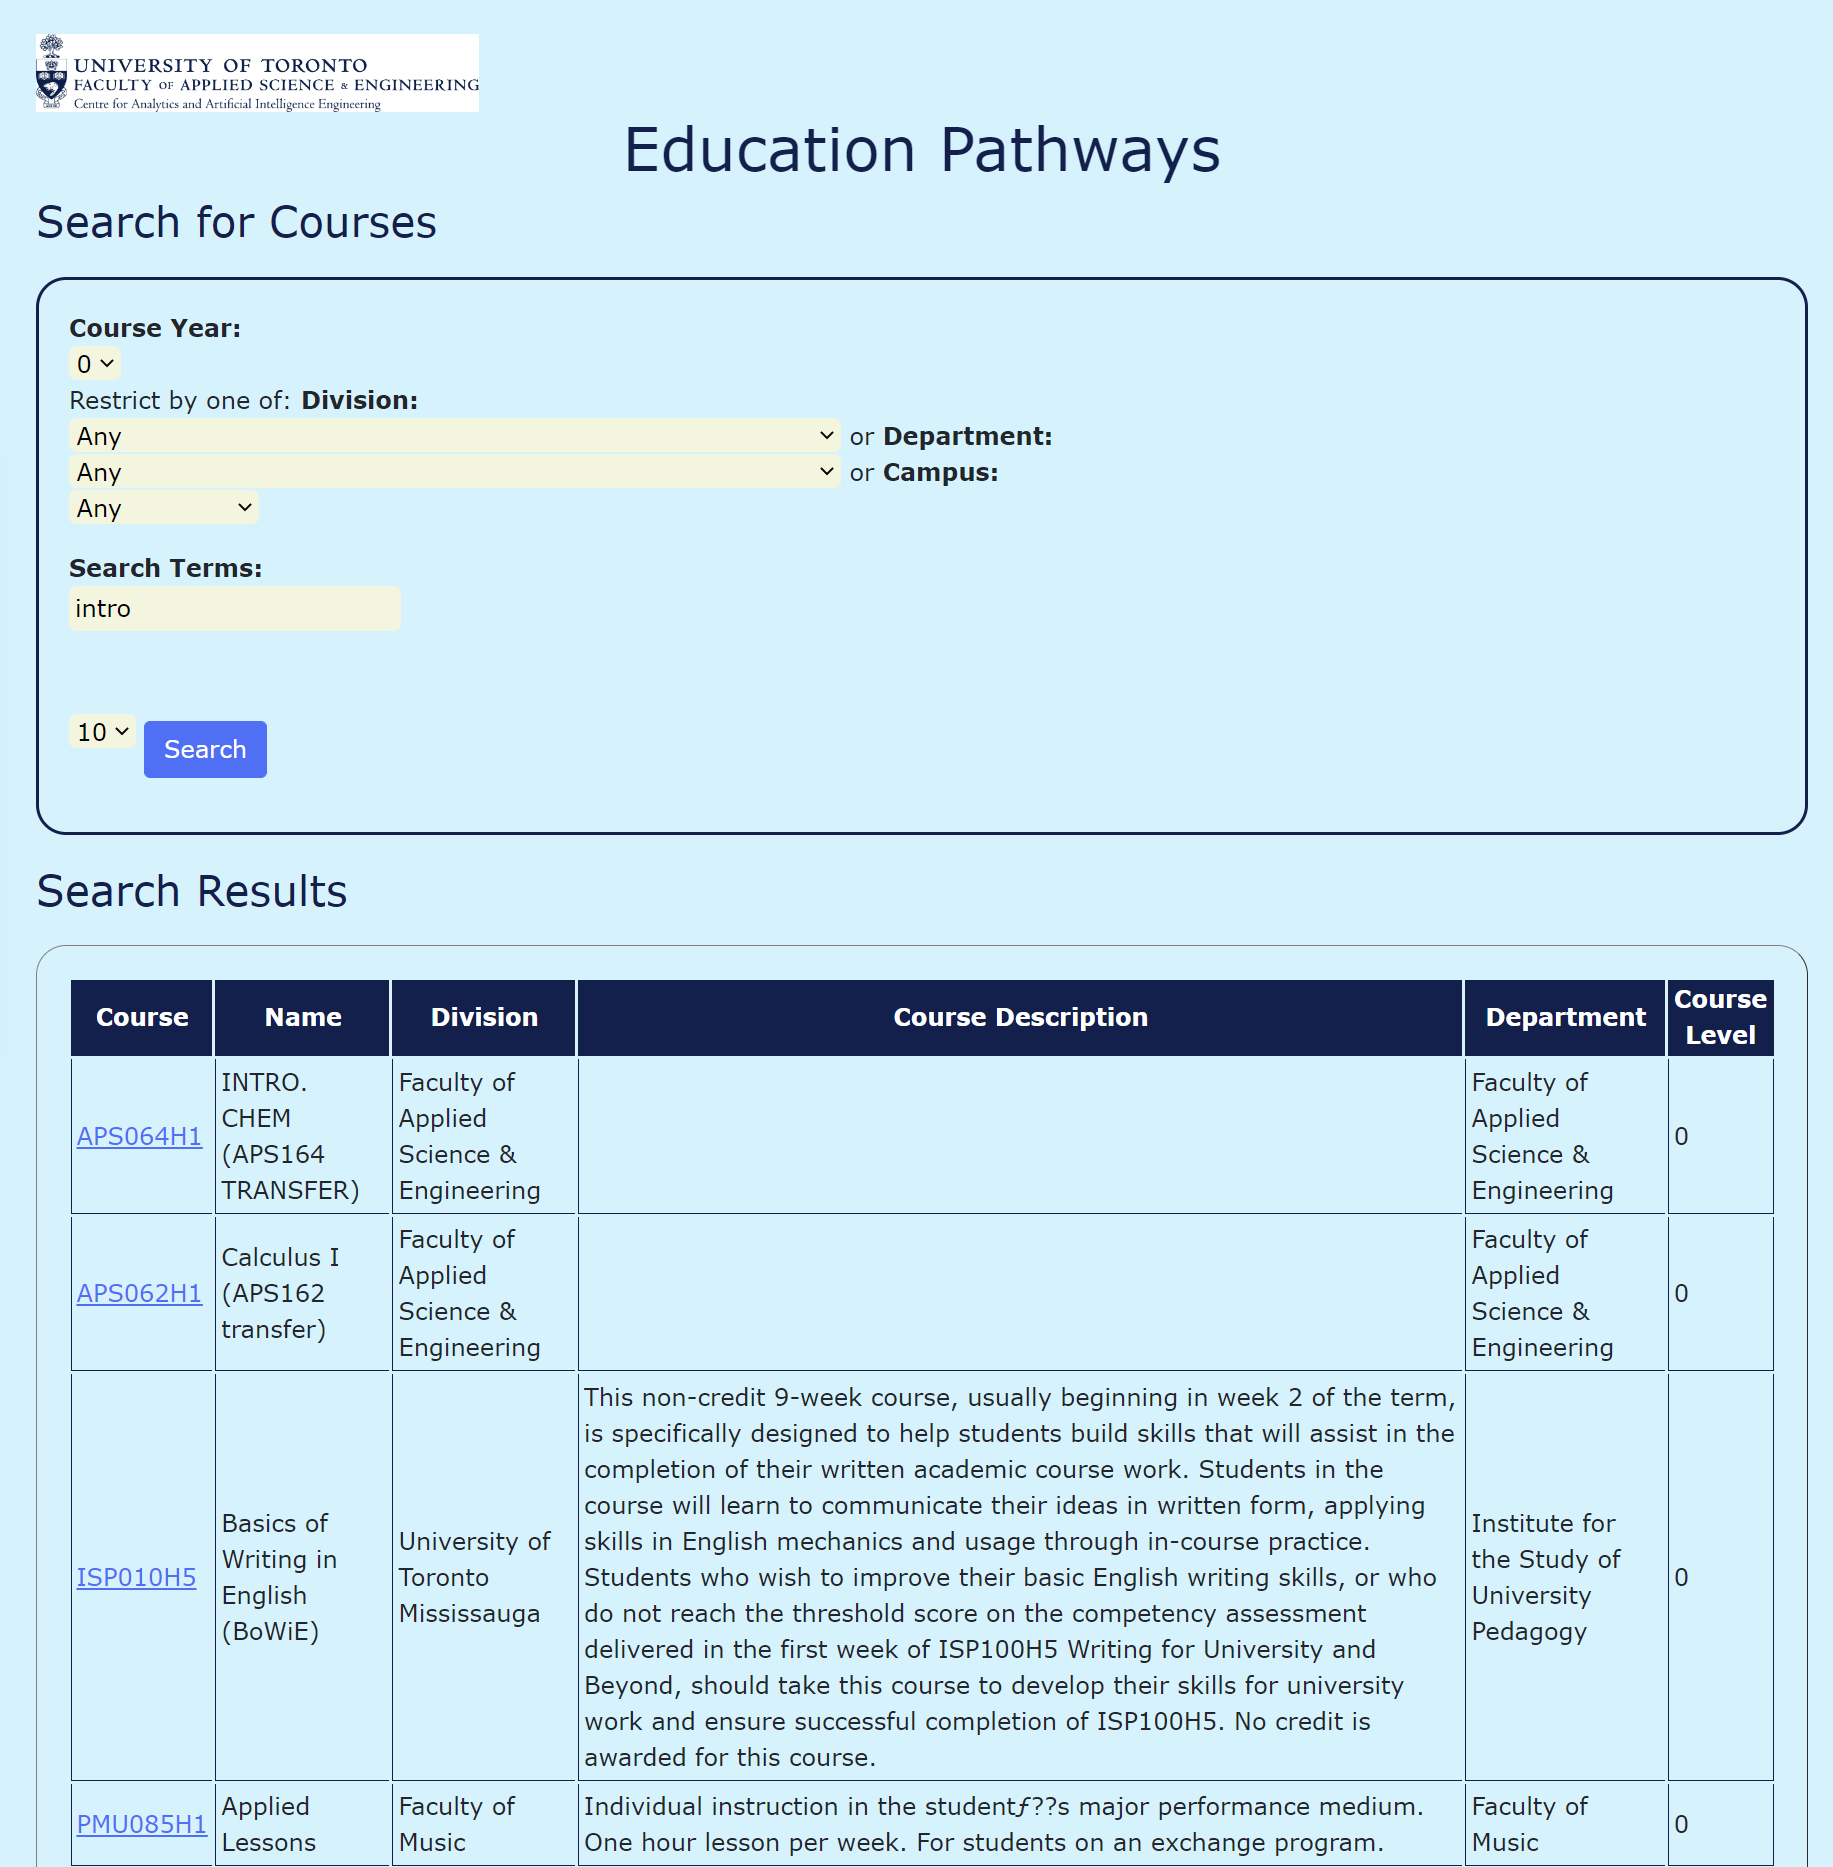 UNIVERSITY OF TORONTO
FACULTY OF APPLIED SCIENCE & ENGINEERING
Centre for Analytics and Artificial Intelligence Engineering
Education Pathways
Search for Courses
Course Year:
0
Restrict by one of: Division:
Any or Department:
Any or Campus:
Any
Search Terms:
intro
10 Search
Search Results
Course Name Division Course Description Department Course Level
APS064H1
INTRO.
CHEM
(APS164
TRANSFER)
Faculty of
Applied
Science &
Engineering
Faculty of
Applied
Science &
Engineering
0
APS062H1
Calculus I
(APS162
transfer)
Faculty of
Applied
Science &
Engineering
Faculty of
Applied
Science &
Engineering
0
ISP010H5
Basics of
Writing in
English
(BoWiE)
University of
Toronto
Mississauga
This non-credit 9-week course, usually beginning in week 2 of the term,
is specifically designed to help students build skills that will assist in the
completion of their written academic course work. Students in the
course will learn to communicate their ideas in written form, applying
skills in English mechanics and usage through in-course practice.
Students who wish to improve their basic English writing skills, or who
do not reach the threshold score on the competency assessment
delivered in the first week of ISP100H5 Writing for University and
Beyond, should take this course to develop their skills for university
work and ensure successful completion of ISP100H5. No credit is
awarded for this course.
Institute for
the Study of
University
Pedagogy
0
PMU085H1
Applied
Lessons
Faculty of
Music
Individual instruction in the studentƒ??s major performance medium.
One hour lesson per week. For students on an exchange program.
Faculty of
Music
0